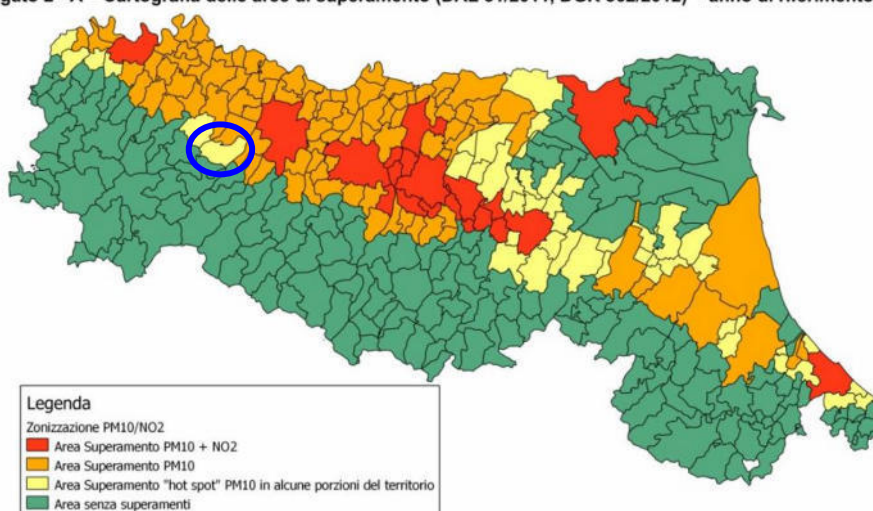 Legenda
Zonizzazione PM10/NO2
Area Superamento PM10 + NO2
Area Superamento PM10
Area Superamento "hot spot" PM10 in alcune porzioni del territorio
Area senza superamenti